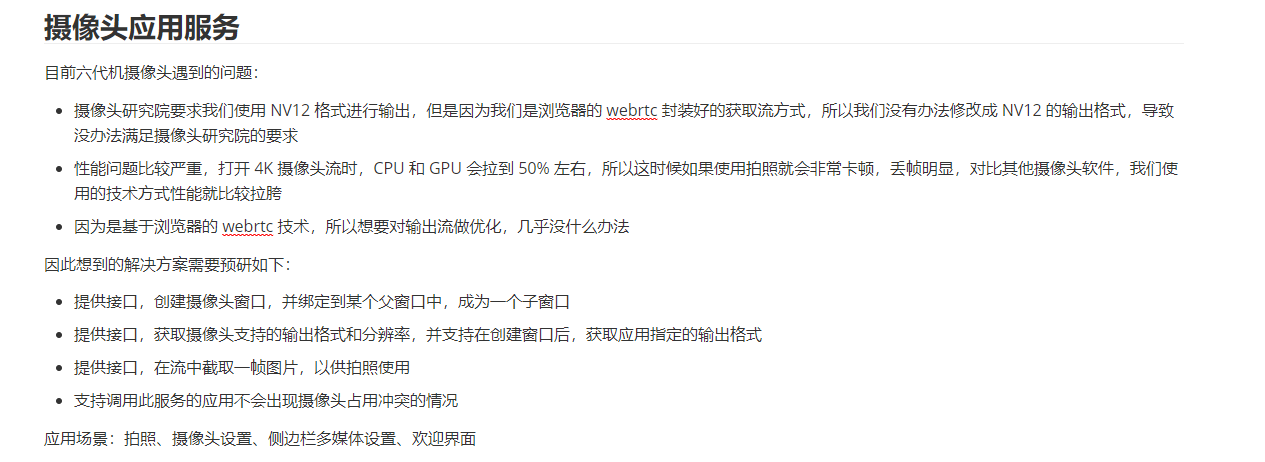 摄像头应用服务
目前六代机摄像头遇到的问题：
• 摄像头研究院要求我们使用 NV12 格式进行输出，但是因为我们是浏览器的 webrtc 封装好的获取流方式，所以我们没有办法修改成 NV12 的输出格式，导致
没办法满足摄像头研究院的要求
• 性能问题比较严重，打开 4K 摄像头流时，CPU 和 GPU 会拉到 50% 左右，所以这时候如果使用拍照就会非常卡顿，丢帧明显，对比其他摄像头软件，我们使
用的技术方式性能就比较拉胯
• 因为是基于浏览器的 webrtc 技术，所以想要对输出流做优化，几乎没什么办法
因此想到的解决方案需要预研如下：
• 提供接口，创建摄像头窗口，并绑定到某个父窗口中，成为一个子窗口
• 提供接口，获取摄像头支持的输出格式和分辨率，并支持在创建窗口后，获取应用指定的输出格式
• 提供接口，在流中截取一帧图片，以供拍照使用
• 支持调用此服务的应用不会出现摄像头占用冲突的情况
应用场景：拍照、摄像头设置、侧边栏多媒体设置、欢迎界面